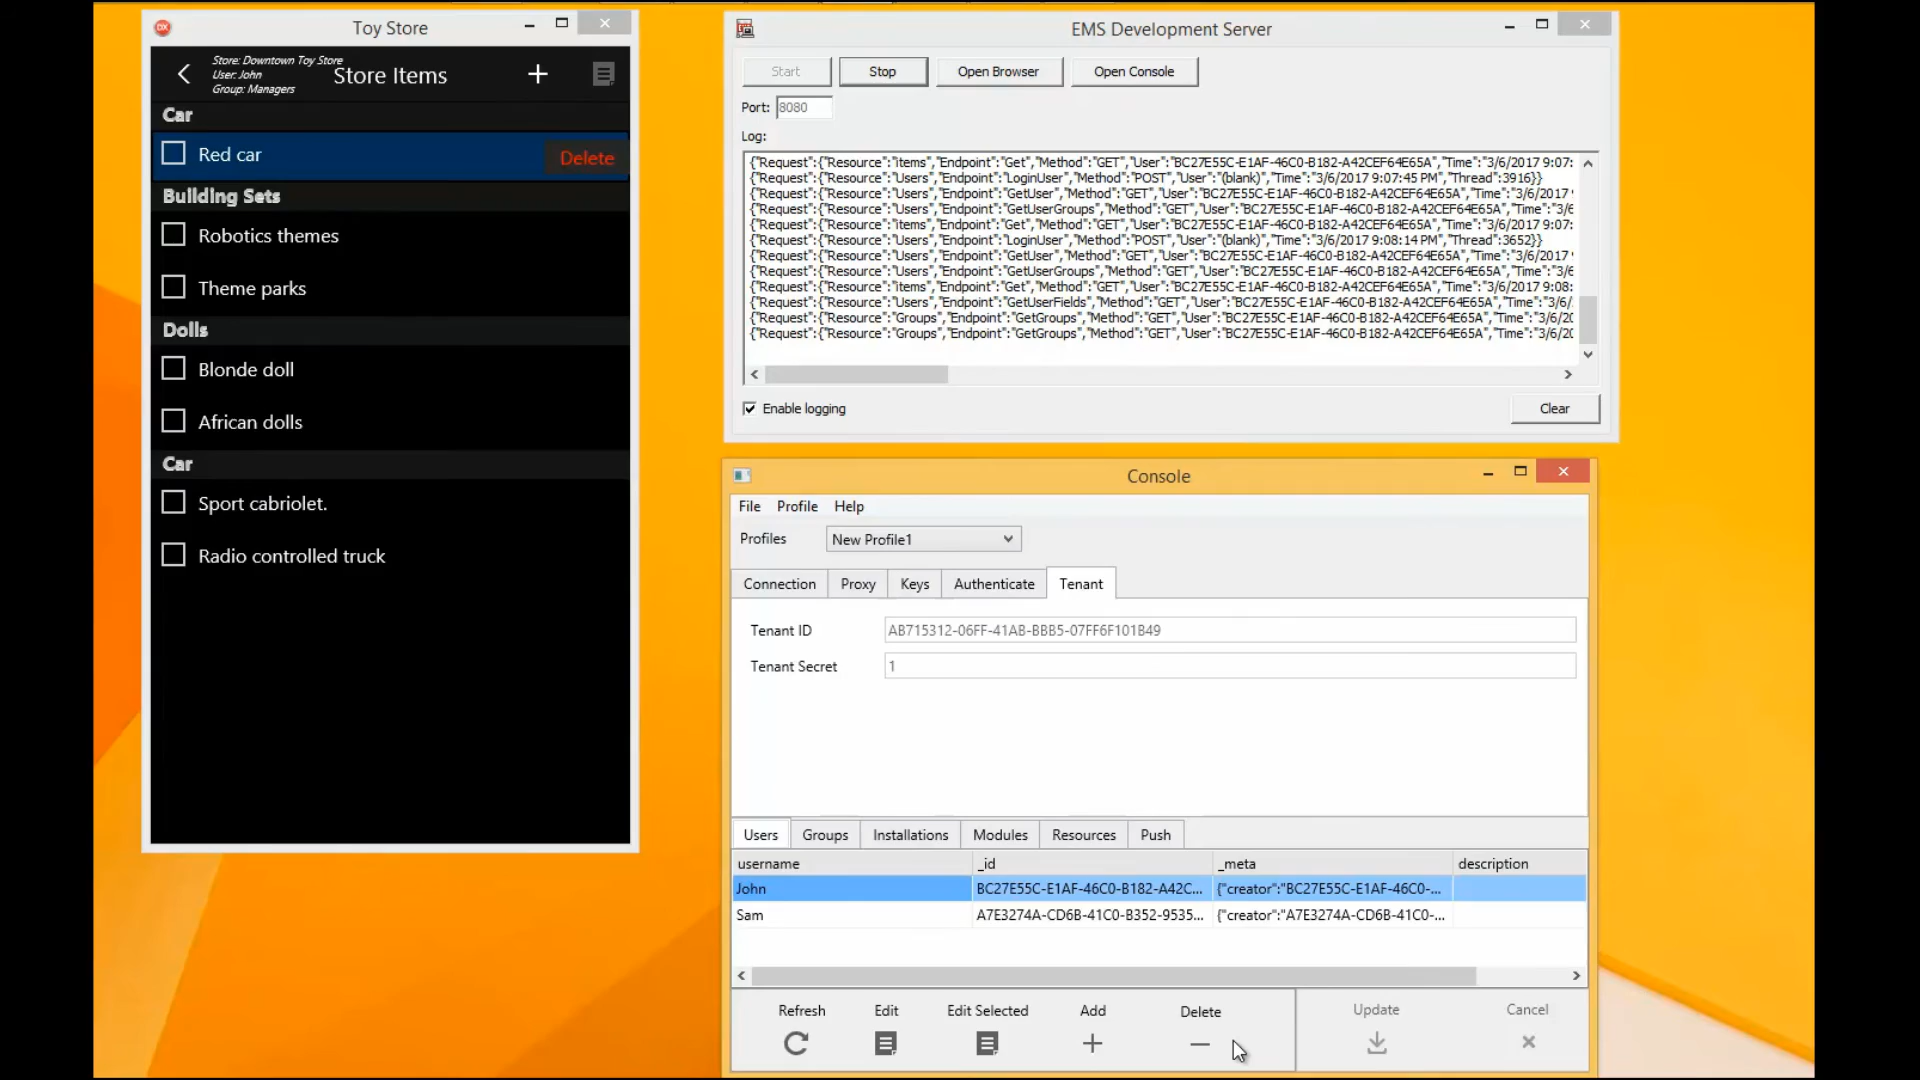 Toy Store
Store: Downtown Toy Store
User: John
Group: Managers
Store Items
Car
Red car
Delete
Building Sets
Robotics themes
Theme parks
Dolls
Blonde doll
African dolls
Car
Sport cabriolet.
Radio controlled truck
EMS Development Server
Start Stop Open Browser Open Console
Port: 8080
Log:
{"Request":{"Resource":"items","Endpoint":"Get","Method":"GET","User":"BC27E55C-E1AF-46C0-B182-A42CEF64E65A","Time":"3/6/2017 9:07:
{"Request":{"Resource":"Users","Endpoint":"LoginUser","Method":"POST","User":"(blank)","Time":"3/6/2017 9:07:45 PM","Thread":3916}}
{"Request":{"Resource":"Users","Endpoint":"GetUser","Method":"GET","User":"BC27E55C-E1AF-46C0-B182-A42CEF64E65A","Time":"3/6/2017
{"Request":{"Resource":"Users","Endpoint":"GetUserGroups","Method":"GET","User":"BC27E55C-E1AF-46C0-B182-A42CEF64E65A","Time":"3/6
{"Request":{"Resource":"items","Endpoint":"Get","Method":"GET","User":"BC27E55C-E1AF-46C0-B182-A42CEF64E65A","Time":"3/6/2017 9:07:
{"Request":{"Resource":"Users","Endpoint":"LoginUser","Method":"POST","User":"(blank)","Time":"3/6/2017 9:08:14 PM","Thread":3652}}
{"Request":{"Resource":"Users","Endpoint":"GetUser","Method":"GET","User":"BC27E55C-E1AF-46C0-B182-A42CEF64E65A","Time":"3/6/2017
{"Request":{"Resource":"Users","Endpoint":"GetUserGroups","Method":"GET","User":"BC27E55C-E1AF-46C0-B182-A42CEF64E65A","Time":"3/6
{"Request":{"Resource":"items","Endpoint":"Get","Method":"GET","User":"BC27E55C-E1AF-46C0-B182-A42CEF64E65A","Time":"3/6/2017 9:08:
{"Request":{"Resource":"Users","Endpoint":"GetUserFields","Method":"GET","User":"BC27E55C-E1AF-46C0-B182-A42CEF64E65A","Time":"3/6/
{"Request":{"Resource":"Groups","Endpoint":"GetGroups","Method":"GET","User":"BC27E55C-E1AF-46C0-B182-A42CEF64E65A","Time":"3/6/20
{"Request":{"Resource":"Groups","Endpoint":"GetGroups","Method":"GET","User":"BC27E55C-E1AF-46C0-B182-A42CEF64E65A","Time":"3/6/20
Enable logging Clear
Console
File Profile Help
Profiles New Profile1
Connection Proxy Keys Authenticate Tenant
Tenant ID AB715312-06FF-41AB-BBB5-07FF6F101B49
Tenant Secret 1
Users Groups Installations Modules Resources Push
username _id _meta description
John BC27E55C-E1AF-46C0-B182-A42C... {"creator":"BC27E55C-E1AF-46C0-...
Sam A7E3274A-CD6B-41C0-B352-9535... {"creator":"A7E3274A-CD6B-41C0-...
Refresh Edit Edit Selected Add Delete Update Cancel